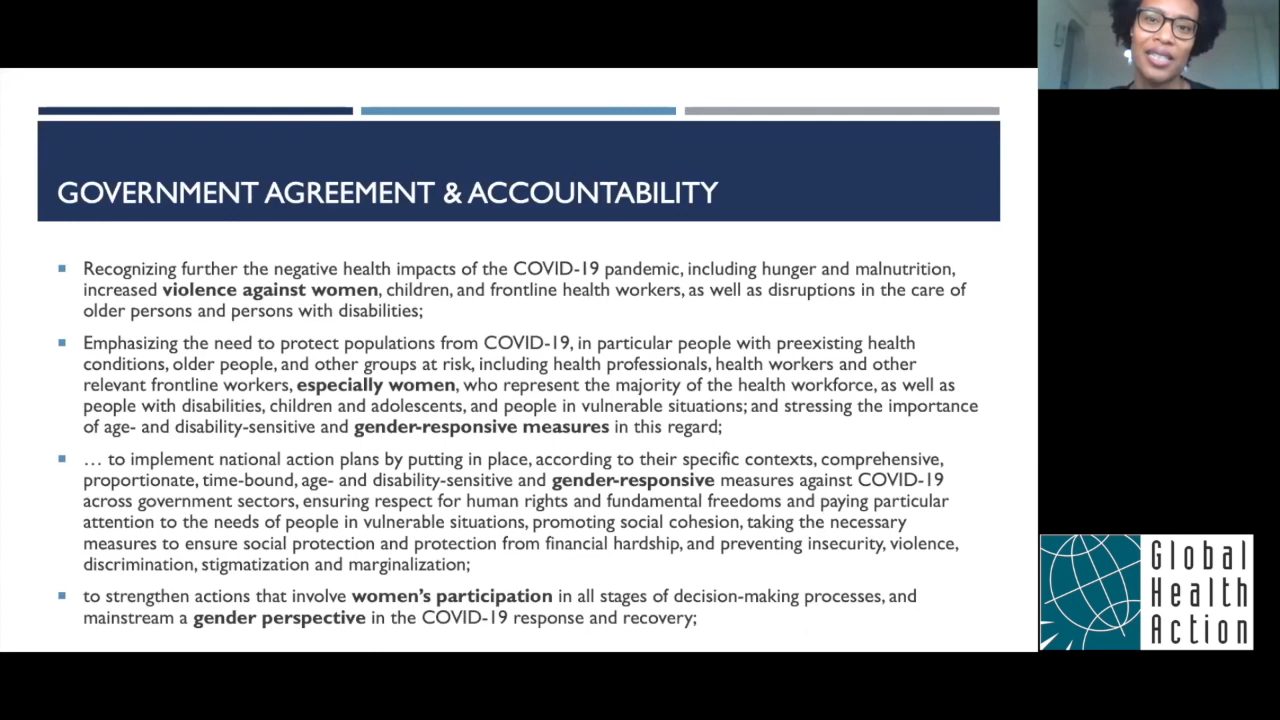 GOVERNMENT AGREEMENT & ACCOUNTABILITY
Recognizing further the negative health impacts of the COVID-19 pandemic, including hunger and malnutrition,
increased violence against women, children, and frontline health workers, as well as disruptions in the care of
older persons and persons with disabilities;
Emphasizing the need to protect populations from COVID-19, in particular people with preexisting health
conditions, older people, and other groups at risk, including health professionals, health workers and other
relevant frontline workers, especially women, who represent the majority of the health workforce, as well as
people with disabilities, children and adolescents, and people in vulnerable situations; and stressing the importance
of age- and disability-sensitive and gender-responsive measures in this regard;
… to implement national action plans by putting in place, according to their specific contexts, comprehensive,
proportionate, time-bound, age- and disability-sensitive and gender-responsive measures against COVID-19
across government sectors, ensuring respect for human rights and fundamental freedoms and paying particular
attention to the needs of people in vulnerable situations, promoting social cohesion, taking the necessary
measures to ensure social protection and protection from financial hardship, and preventing insecurity, violence,
discrimination, stigmatization and marginalization;
to strengthen actions that involve women’s participation in all stages of decision-making processes, and
mainstream a gender perspective in the COVID-19 response and recovery;
Global
Health
Action